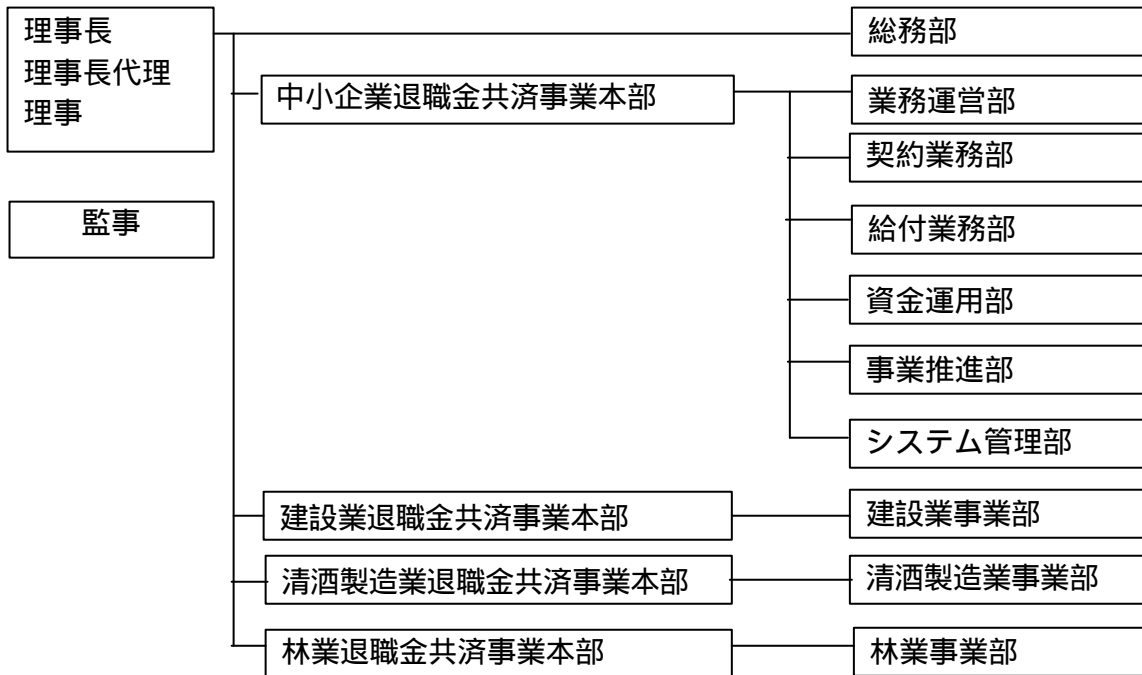 理事長
理事長代理
理事
監事
総務部
中小企業退職金共済事業本部
業務運営部
契約業務部
給付業務部
資金運用部
事業推進部
システム管理部
建設業退職金共済事業本部
建設業事業部
清酒製造業退職金共済事業本部
清酒製造業事業部
林業退職金共済事業本部
林業事業部